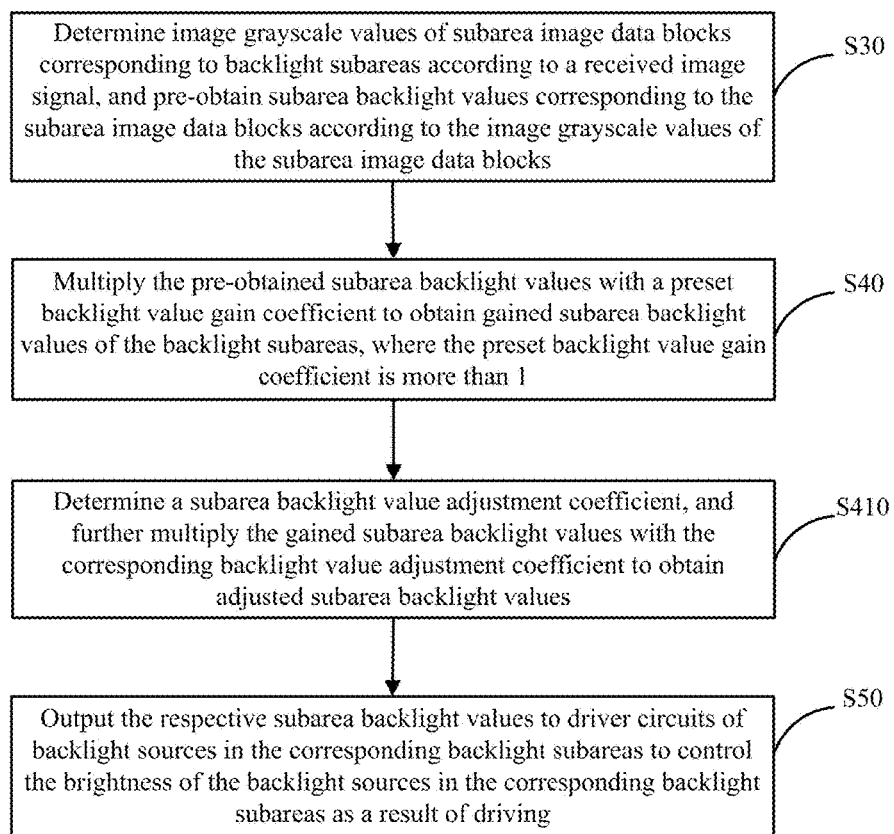 Determine image grayscale values of subarea image data blocks
corresponding to backlight subareas according to a received image
signal, and pre-obtain subarea backlight values corresponding to the
subarea image data blocks according to the image grayscale values of
the subarea image data blocks
S30
Multiply the pre-obtained subarea backlight values with a preset
backlight value gain coefficient to obtain gained subarea backlight
values of the backlight subareas, where the preset backlight value gain
coefficient is more than 1
S40
Determine a subarea backlight value adjustment coefficient, and
further multiply the gained subarea backlight values with the
corresponding backlight value adjustment coefficient to obtain
adjusted subarea backlight values
S410
Output the respective subarea backlight values to driver circuits of
backlight sources in the corresponding backlight subareas to control
the brightness of the backlight sources in the corresponding backlight
subareas as a result of driving
S50